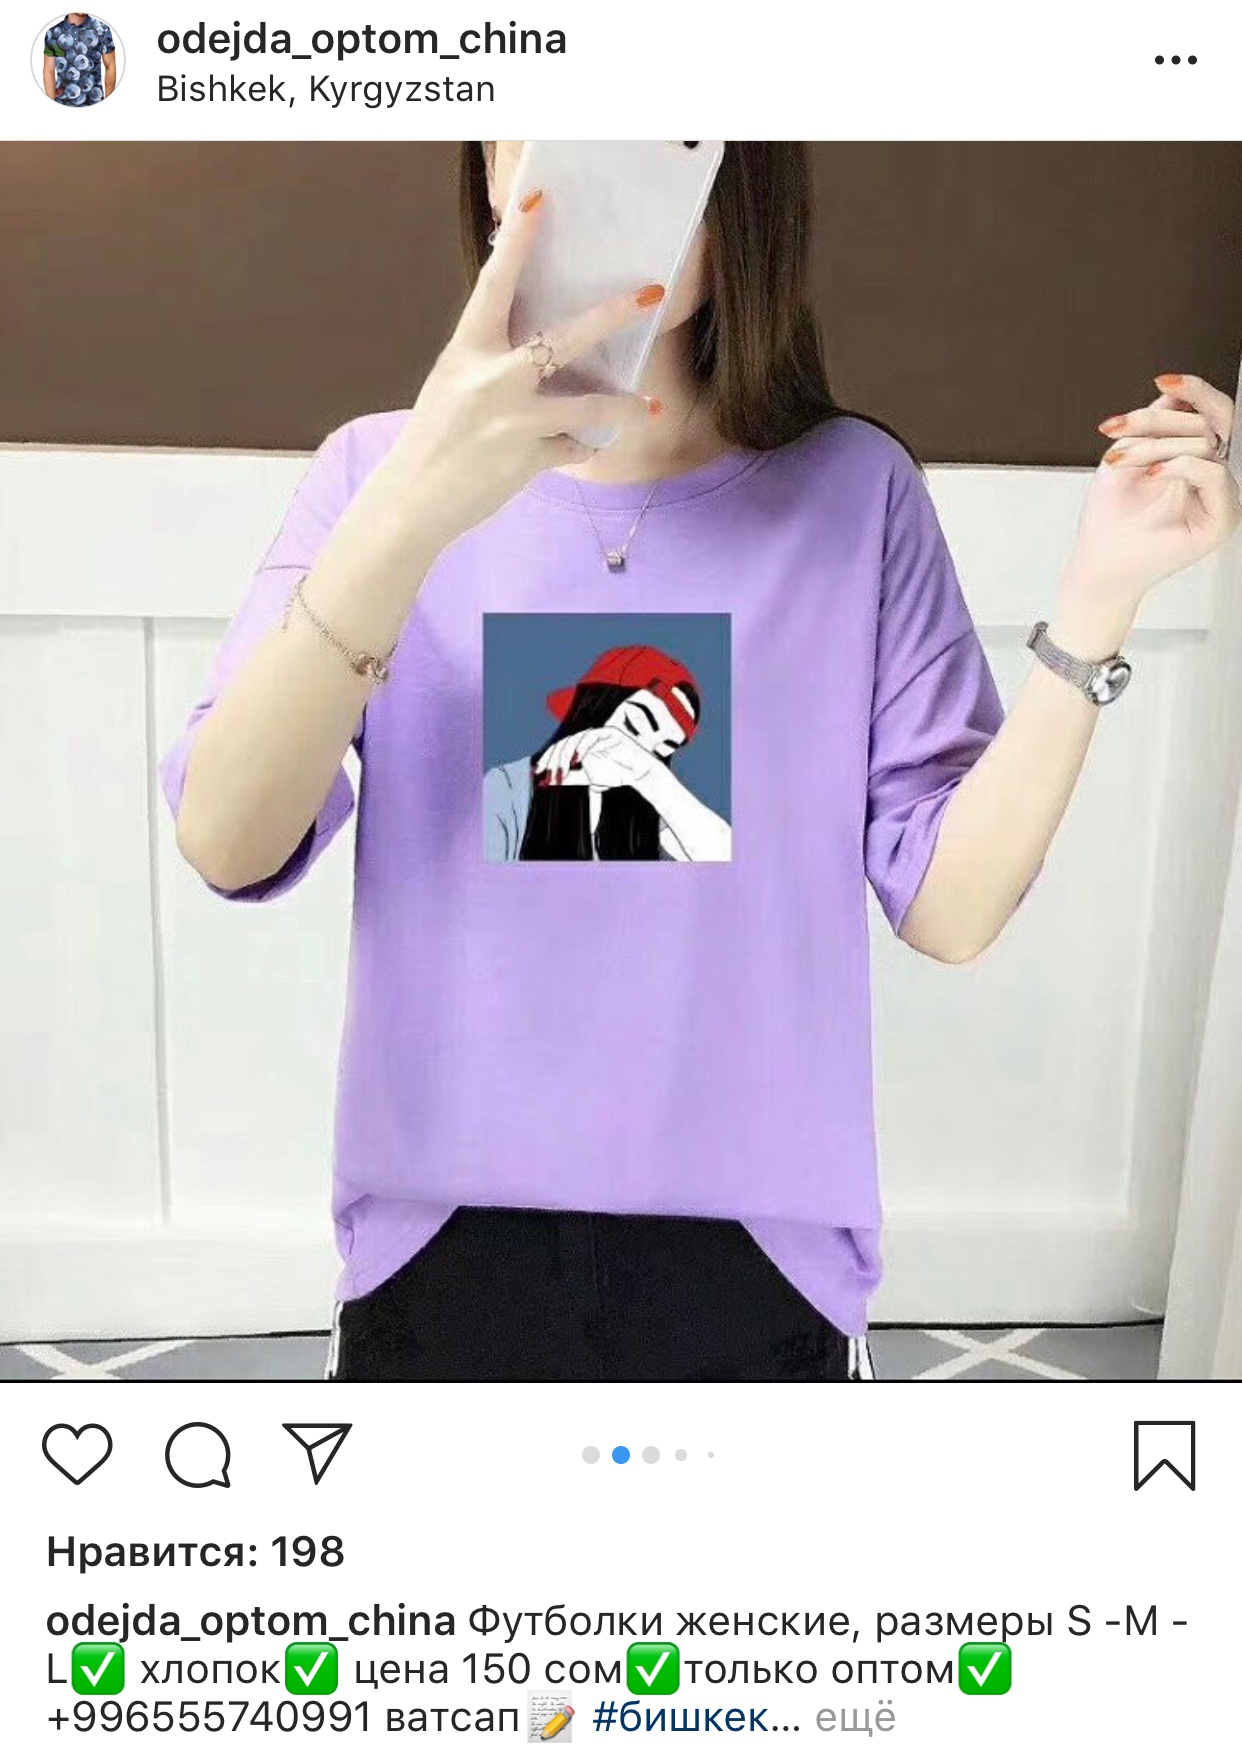 odejda_optom_china
Bishkek, Kyrgyzstan
Нравится: 198
odejda_optom_china Футболки женские, размеры S -M -
L✅ хлопок✅ цена 150 сом✅только оптом✅
+996555740991 ватсап📝 #бишкек... ещё